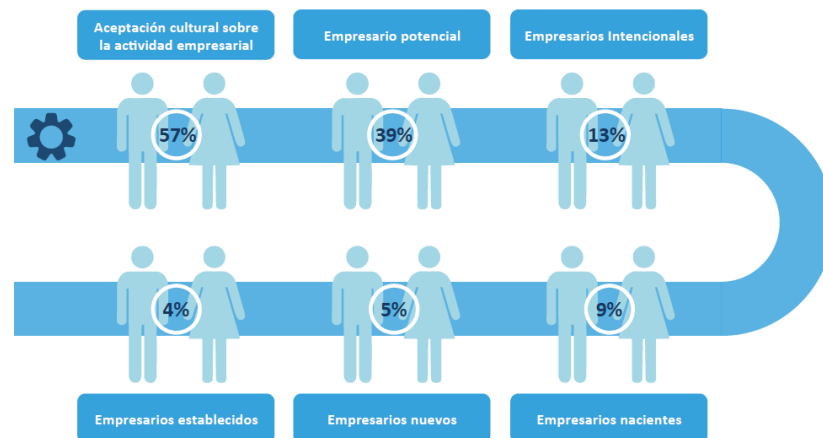 Aceptación cultural sobre
la actividad empresarial
Empresario potencial
Empresarios Intencionales
57%
39%
13%
4%
5%
9%
Empresarios establecidos
Empresarios nuevos
Empresarios nacientes